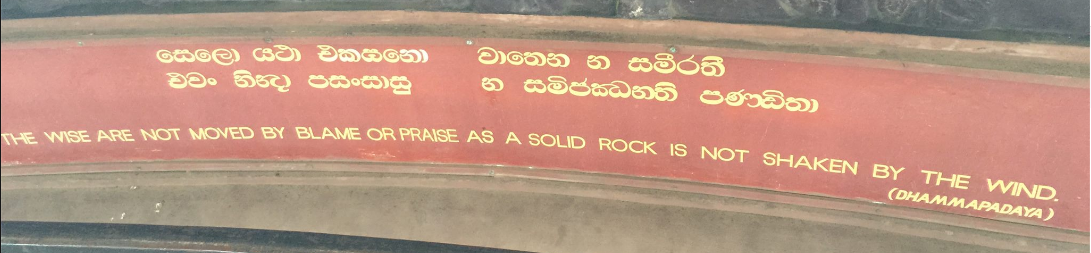 සෙලො යථා එකඝනො වාතෙන න සමීරතී
එවං නින්දා පසංසාසු න සමිඤ්ජන්ති පණ්ඩිතා
THE WISE ARE NOT MOVED BY BLAME OR PRAISE AS A SOLID ROCK IS NOT SHAKEN BY THE WIND.
(DHAMMAPADAYA)